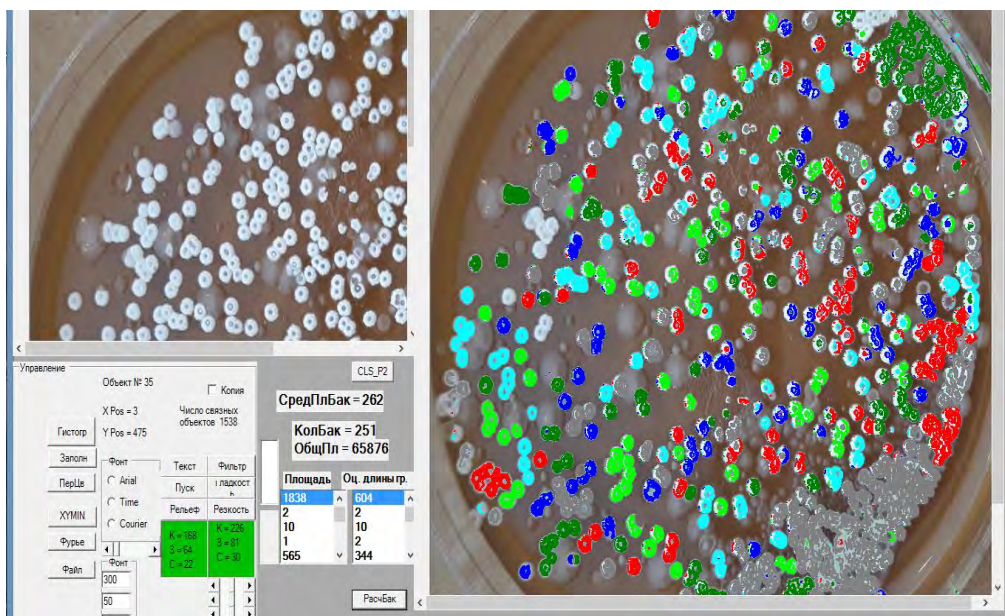 Управление
CLS_P2
Объект № 35
Копия
СредПлБак = 262
X Pos = 3
Число связных
объектов 1538
Y Pos = 475
КолБак = 251
ОбщПл = 65876
Гистогр
Заполн
ПерЦв
XYMIN
Фурье
Файл
Фонт
Arial
Time
Courier
Текст
Фильтр
Пуск
Гладкост
ь
Рельеф
Резкость
K = 168
S = 64
C = 22
K = 226
S = 81
C = 30
Площадь
Оц. длины гр.
1838
604
2
2
10
10
1
2
565
344
Фонт
300
50
РасчБак